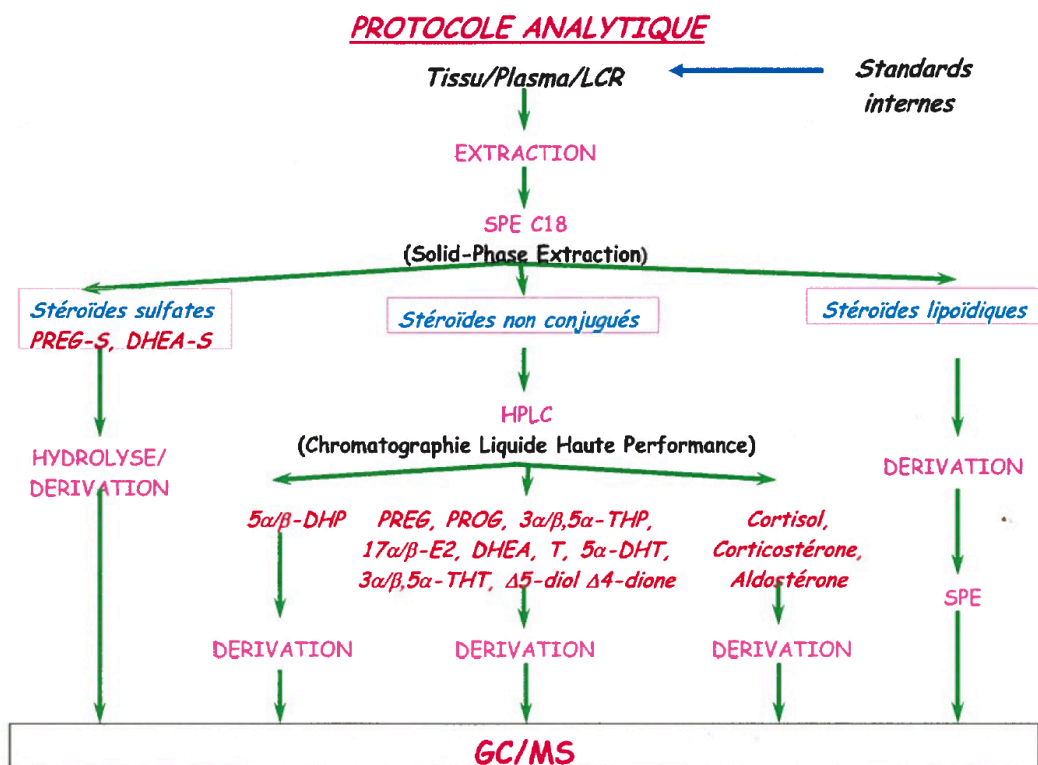 PROTOCOLE ANALYTIQUE
Tissu/Plasma/LCR
Standards
internes
EXTRACTION
SPE C18
(Solid-Phase Extraction)
Stéroïdes sulfates
PREG-S, DHEA-S
Stéroïdes non conjugués
Stéroïdes lipoïdiques
HPLC
(Chromatographie Liquide Haute Performance)
HYDROLYSE/
DERIVATION
DERIVATION
5α/β-DHP
PREG, PROG, 3α/β,5α-THP,
17α/β-E2, DHEA, T, 5α-DHT,
3α/β,5α-THT, Δ5-diol Δ4-dione
Cortisol,
Corticostérone,
Aldostérone
SPE
DERIVATION
DERIVATION
DERIVATION
GC/MS